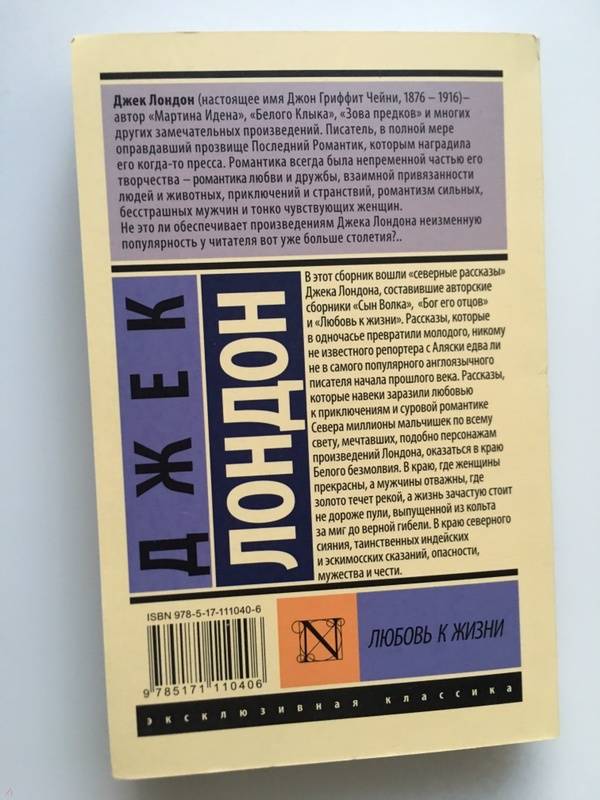 Джек Лондон (настоящее имя Джон Гриффит Чейни, 1876 – 1916)–
автор «Мартина Идена», «Белого Клыка», «Зова предков» и многих
других замечательных произведений. Писатель, в полной мере
оправдавший прозвище Последний Романтик, которым наградила
его когда-то пресса. Романтика всегда была непременной частью его
творчества – романтика любви и дружбы, взаимной привязанности
людей и животных, приключений и странствий, романтизм сильных,
бесстрашных мужчин и тонко чувствующих женщин.
Не это ли обеспечивает произведениям Джека Лондона неизменную
популярность у читателя вот уже больше столетия?..
ДЖЕК
ЛОНДОН
В этот сборник вошли «северные рассказы»
Джека Лондона, составившие авторские
сборники «Сын Волка», «Бог его отцов»
и «Любовь к жизни». Рассказы, которые
в одночасье превратили молодого, никому
не известного репортера с Аляски едва ли
не в самого популярного англоязычного
писателя начала прошлого века. Рассказы,
которые навеки заразили любовью
к приключениям и суровой романтике
Севера миллионы мальчишек по всему
свету, мечтавших, подобно персонажам
произведений Лондона, оказаться в краю
Белого безмолвия. В краю, где женщины
прекрасны, а мужчины отважны, где
золото течет рекой, а жизнь зачастую стоит
не дороже пули, выпущенной из кольта
за миг до верной гибели. В краю северного
сияния, таинственных индейских
и эскимосских сказаний, опасности,
мужества и чести.
ISBN 978-5-17-111040-6
9 785171 110406
N
ЛЮБОВЬ К ЖИЗНИ
эксклюзивная классика